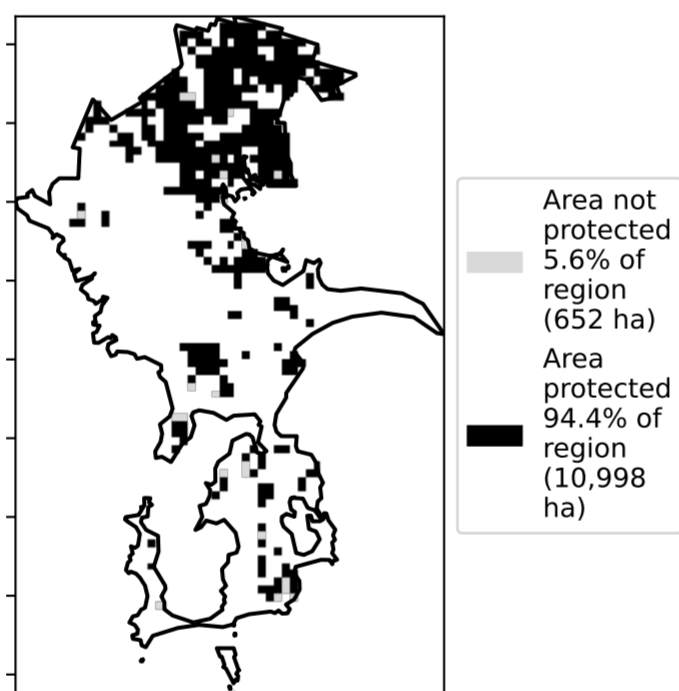 Area not
protected
5.6% of
region
(652 ha)
Area
protected
94.4% of
region
(10,998
ha)